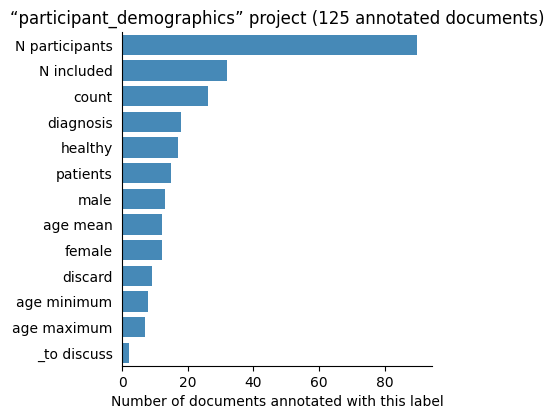 “participant_demographics” project (125 annotated documents)
N participants
N included
count
diagnosis
healthy
patients
male
age mean
female
discard
age minimum
age maximum
_to discuss
0 20 40 60 80
Number of documents annotated with this label